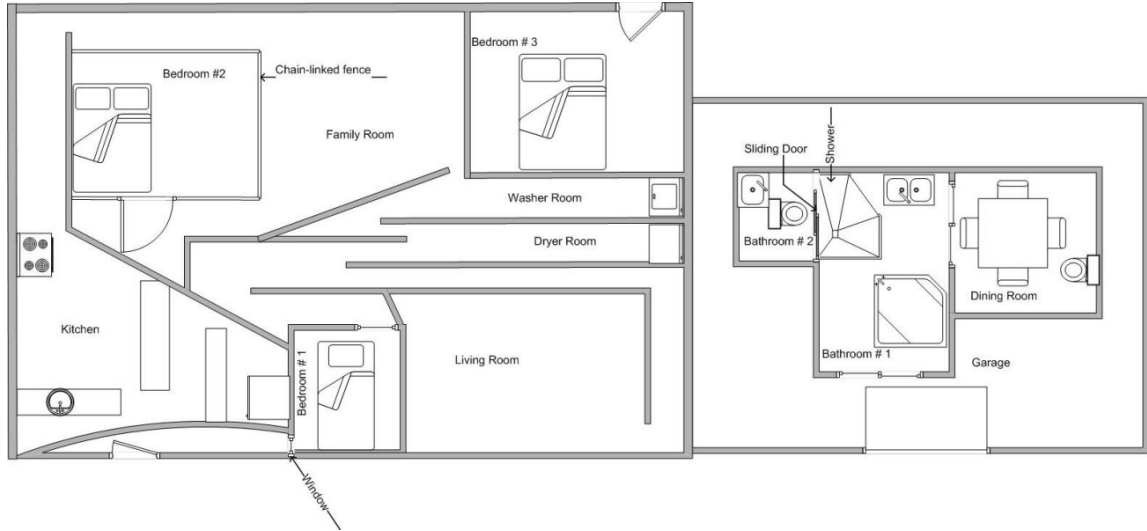 Bedroom # 3
Bedroom #2
Chain-linked fence
Family Room
Shower
Sliding Door
Washer Room
Dryer Room
Bathroom # 2
Dining Room
Kitchen
Bedroom # 1
Living Room
Bathroom # 1
Garage
Window